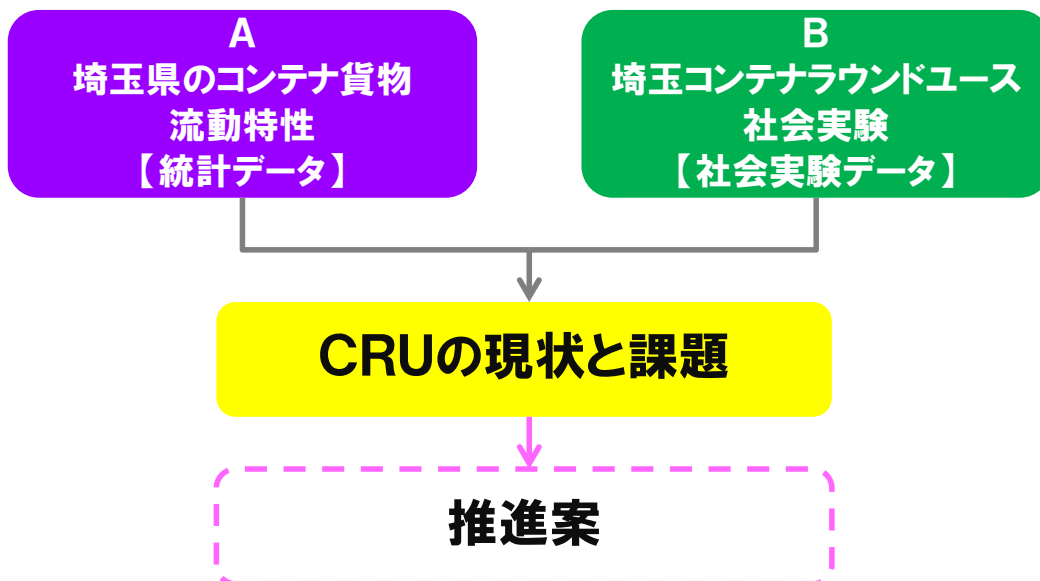 A
埼玉県のコンテナ貨物
流動特性
【統計データ】
B
埼玉コンテナラウンドユース
社会実験
【社会実験データ】
CRUの現状と課題
推進案